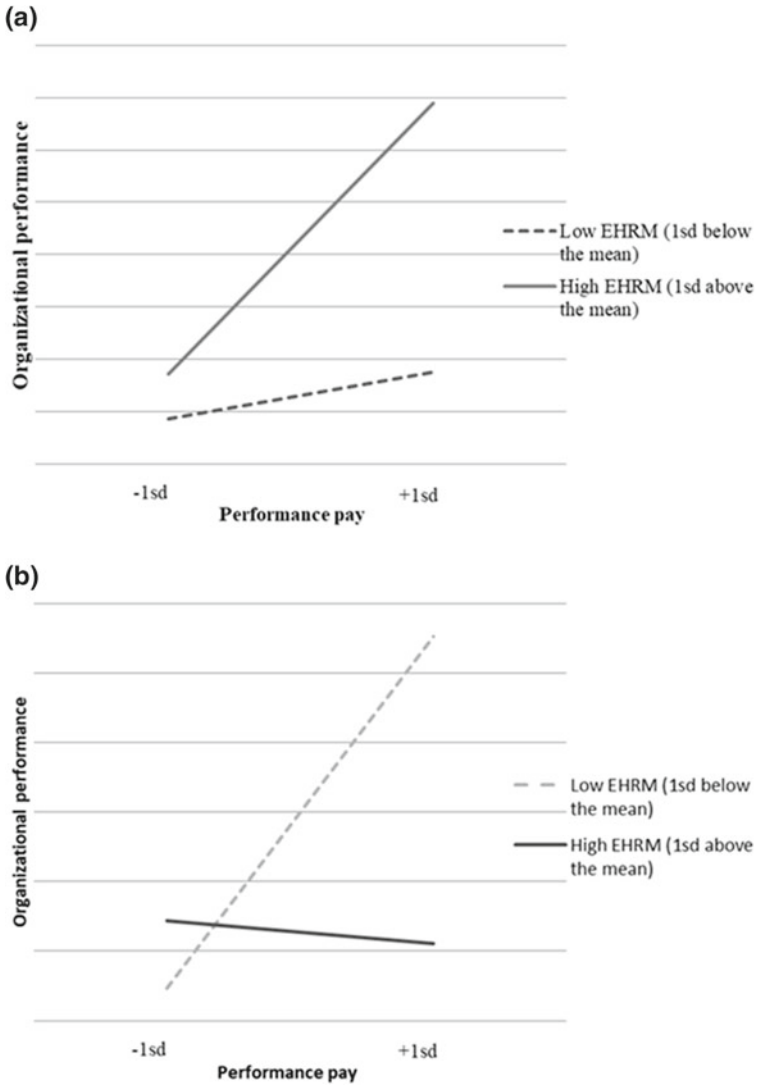 (a)
Organizational performance
Low EHRM (1sd below
the mean)
High EHRM (1sd above
the mean)
-1sd
+1sd
Performance pay
(b)
Organizational performance
Low EHRM (1sd below
the mean)
High EHRM (1sd above
the mean)
-1sd
+1sd
Performance pay